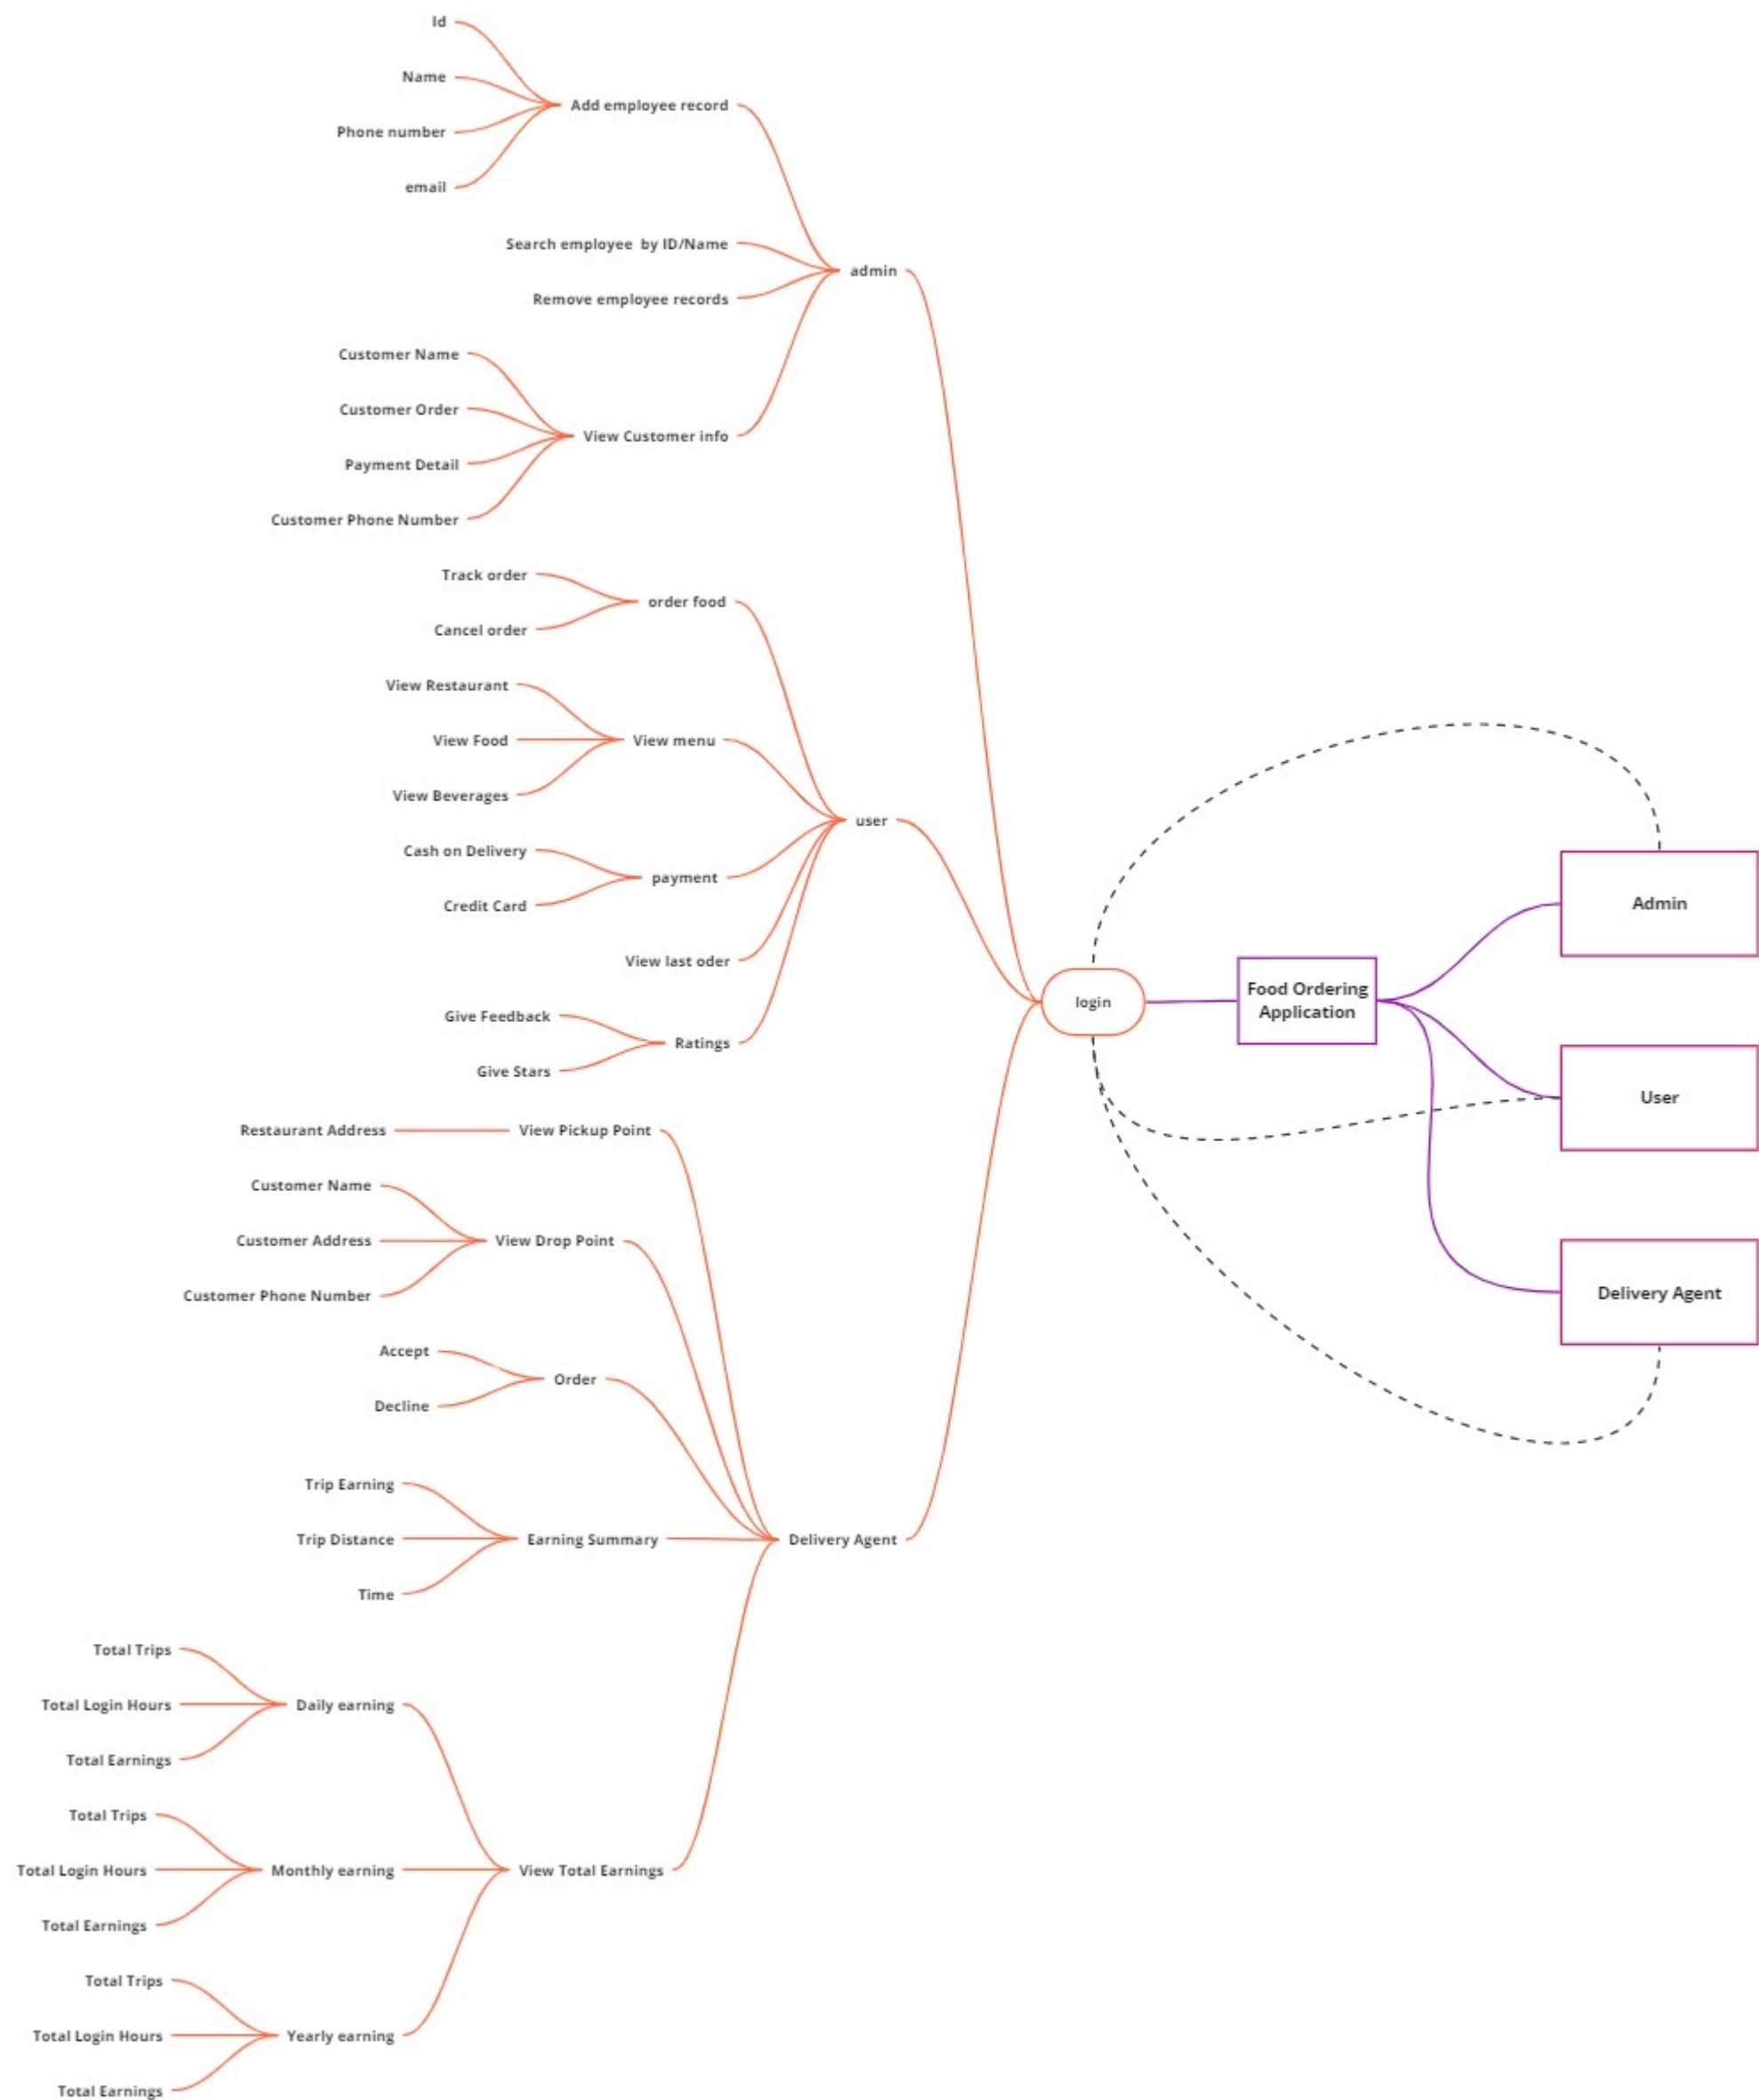 Id
Name
Phone number
email
Add employee record
Search employee  by ID/Name
Remove employee records
admin
Customer Name
Customer Order
Payment Detail
Customer Phone Number
View Customer info
Track order
Cancel order
order food
View Restaurant
View Food
View Beverages
View menu
user
Cash on Delivery
Credit Card
payment
View last oder
Give Feedback
Give Stars
Ratings
login
Food Ordering
Application
Admin
User
Delivery Agent
Restaurant Address
View Pickup Point
Customer Name
Customer Address
Customer Phone Number
View Drop Point
Accept
Decline
Order
Trip Earning
Trip Distance
Time
Earning Summary
Delivery Agent
Total Trips
Total Login Hours
Total Earnings
Daily earning
Total Trips
Total Login Hours
Total Earnings
Monthly earning
View Total Earnings
Total Trips
Total Login Hours
Total Earnings
Yearly earning